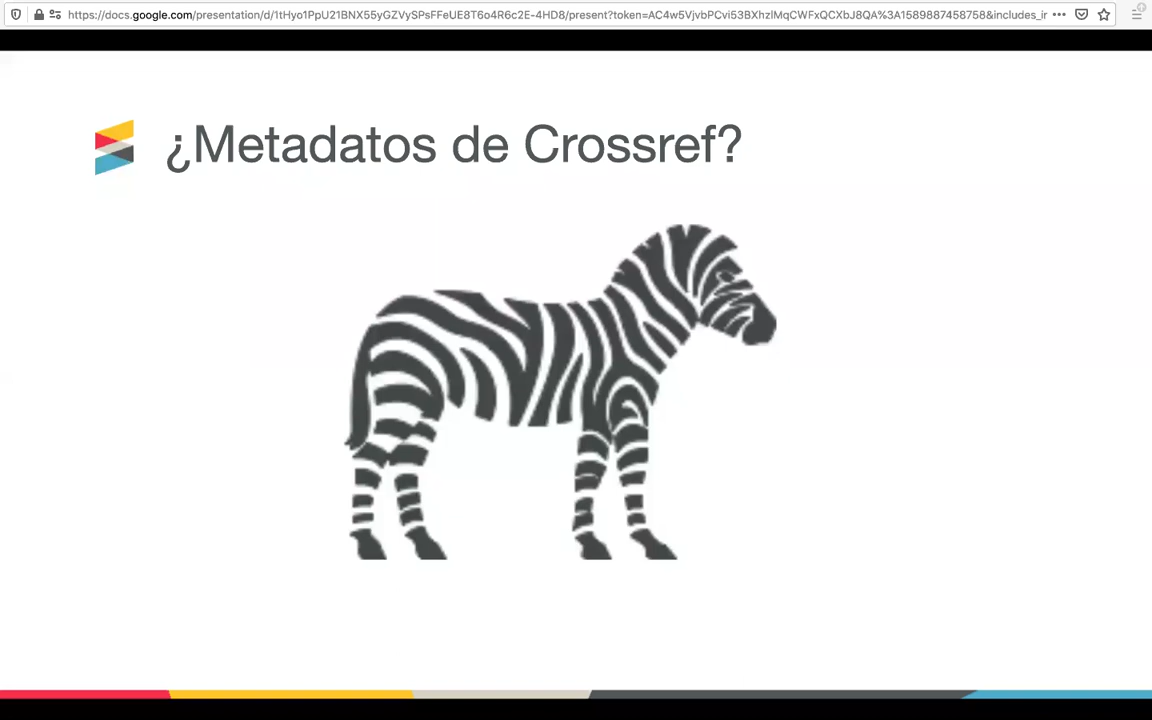 https://docs.google.com/presentation/d/1tHyo1PpU21BNX55yGZVySPsFFeUE8T6o4R6c2E-4HD8/present?token=AC4w5VjvbPCvi53BXhzlMqCWFxQCXbJ8QA%3A1589887458758&includes_ir
¿Metadatos de Crossref?